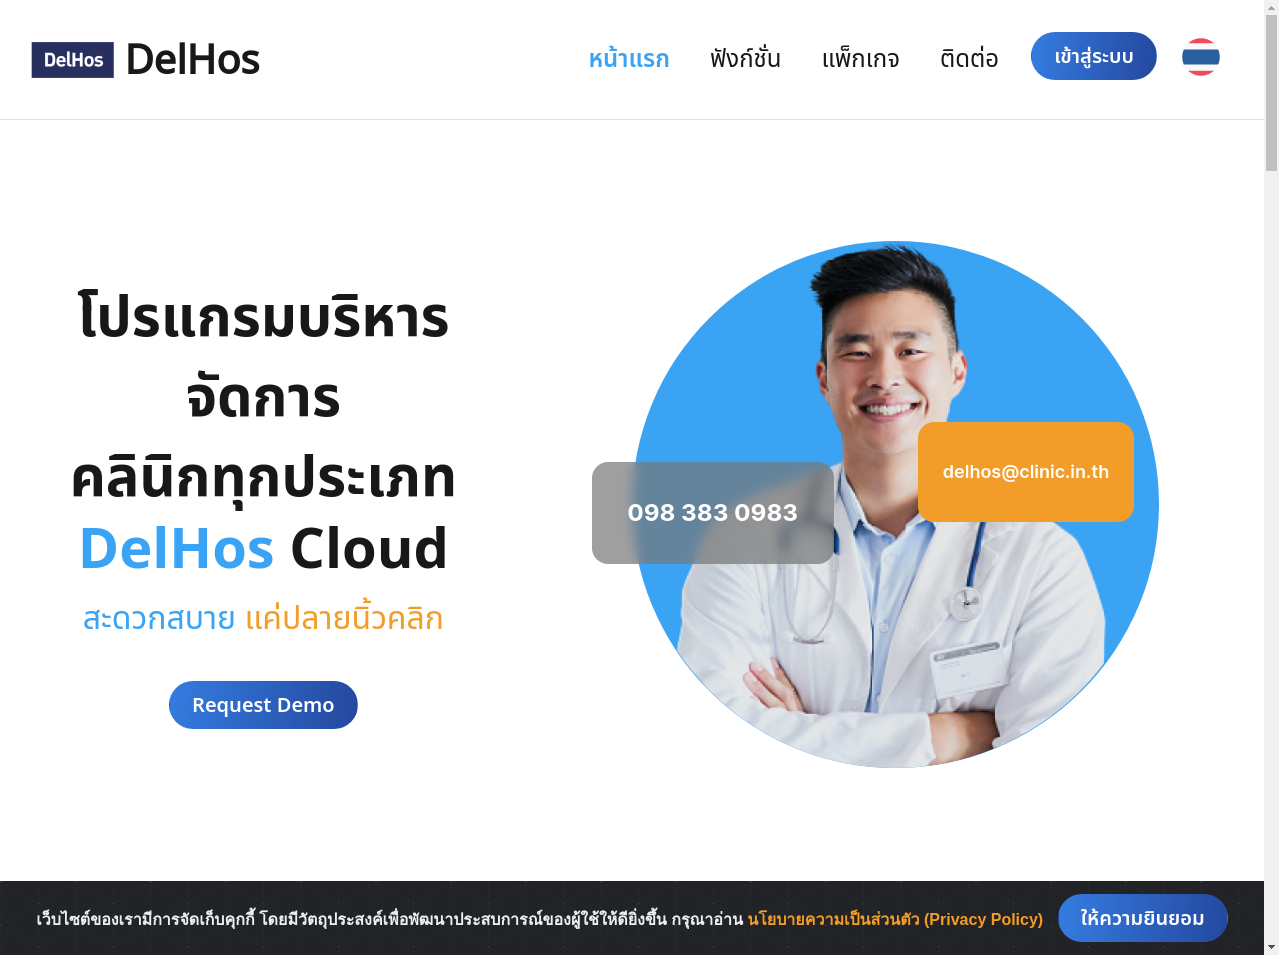 DelHos DelHos หน้าแรก ฟังก์ชั่น แพ็กเกจ ติดต่อ เข้าสู่ระบบ
โปรแกรมบริหาร
จัดการ
คลินิกทุกประเภท
DelHos Cloud
สะดวกสบาย แค่ปลายนิ้วคลิก
Request Demo
delhos@clinic.in.th
098 383 0983
เว็บไซต์ของเรามีการจัดเก็บคุกกี้ โดยมีวัตถุประสงค์เพื่อพัฒนาประสบการณ์ของผู้ใช้ให้ดียิ่งขึ้น กรุณาอ่าน นโยบายความเป็นส่วนตัว (Privacy Policy) ให้ความยินยอม